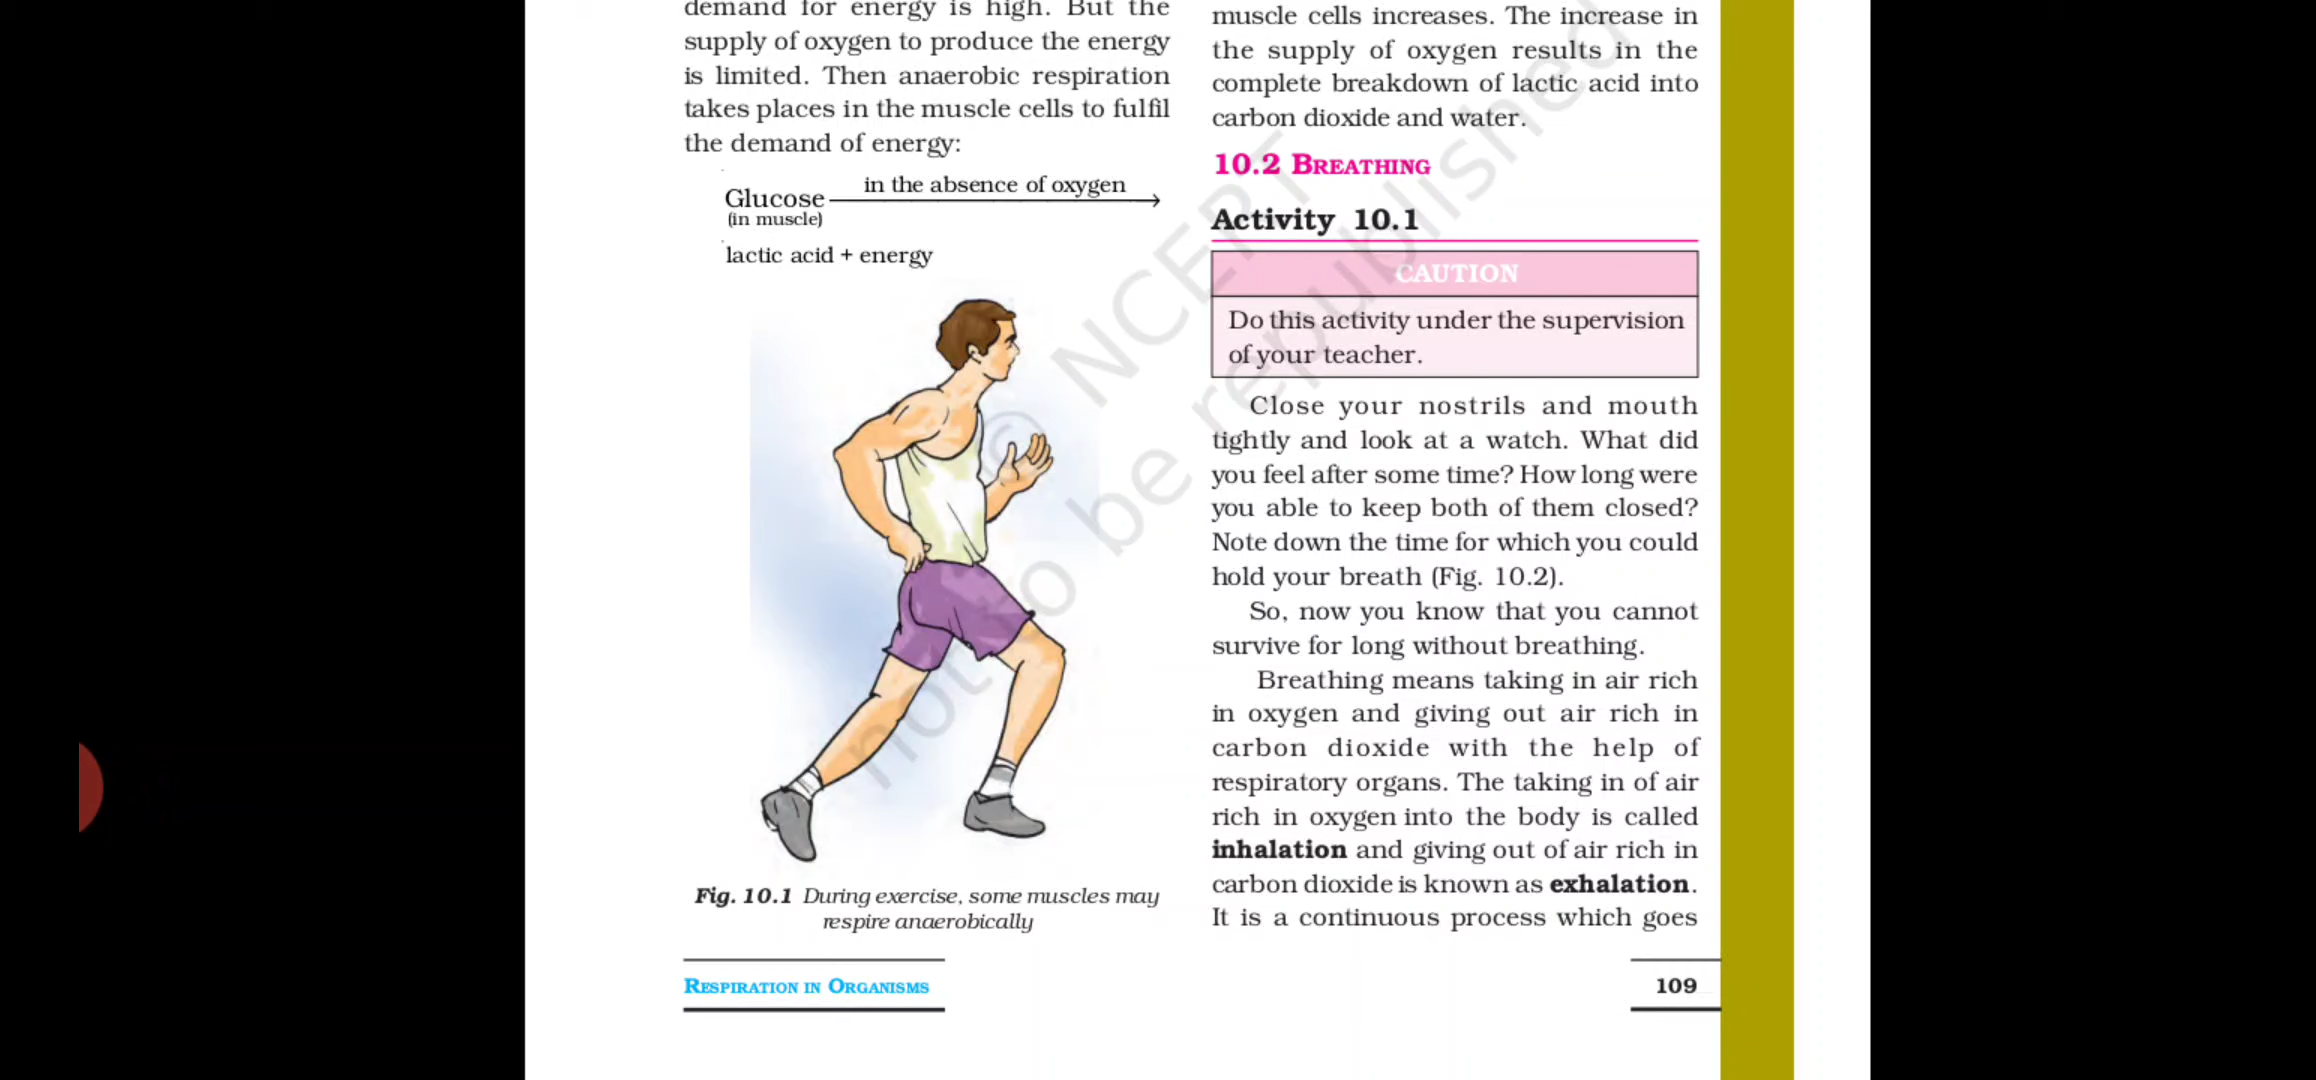 demand for energy is high. But the
supply of oxygen to produce the energy
is limited. Then anaerobic respiration
takes places in the muscle cells to fulfil
the demand of energy:
in the absence of oxygen
Glucose
(in muscle)
lactic acid + energy
Fig. 10.1 During exercise, some muscles may
respire anaerobically
muscle cells increases. The increase in
the supply of oxygen results in the
complete breakdown of lactic acid into
carbon dioxide and water.
10.2 BREATHING
Activity 10.1
CAUTION
Do this activity under the supervision
of your teacher.
Close your nostrils and mouth
tightly and look at a watch. What did
you feel after some time? How long were
you able to keep both of them closed?
Note down the time for which you could
hold your breath (Fig. 10.2).
So, now you know that you cannot
survive for long without breathing.
Breathing means taking in air rich
in oxygen and giving out air rich in
carbon dioxide with the help of
respiratory organs. The taking in of air
rich in oxygen into the body is called
inhalation and giving out of air rich in
carbon dioxide is known as exhalation.
It is a continuous process which goes
RESPIRATION IN ORGANISMS
109
© NCERT
not to be republished